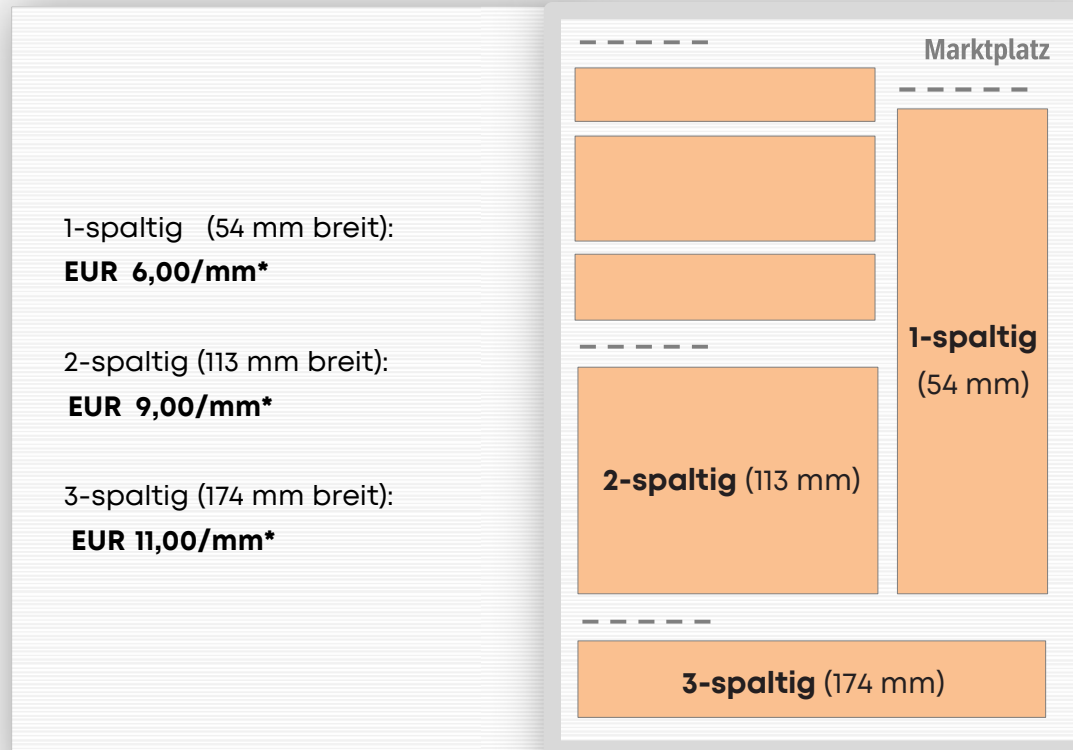 1-spaltig (54 mm breit):
EUR 6,00/mm*
2-spaltig (113 mm breit):
EUR 9,00/mm*
3-spaltig (174 mm breit):
EUR 11,00/mm*
Marktplatz
1-spaltig
(54 mm)
2-spaltig (113 mm)
3-spaltig (174 mm)